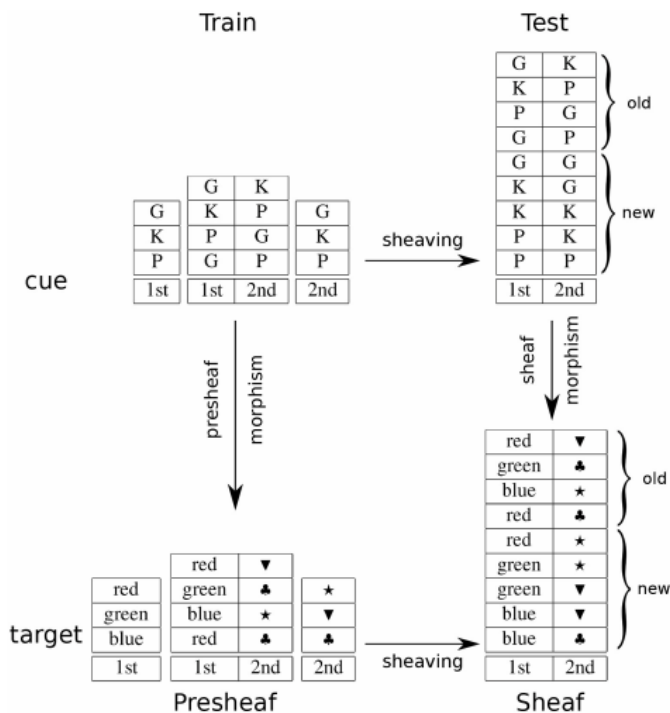 Train
Test
G K
K P
P G
G P
old
G G
K G
K K
P K
P P
new
1st 2nd
G K
G K P G
K P G K
P G P P
1st 1st 2nd 2nd
cue
sheaving
presheaf
morphism
sheaf
morphism
red ▼
green ♣
blue ★
red ♣
old
red ★
green ★
green ▼
blue ▼
blue ♣
new
1st 2nd
red ▼
red green ♣ ★
green blue ★ ▼
blue red ♣ ♣
1st 1st 2nd 2nd
target
sheaving
Presheaf
Sheaf